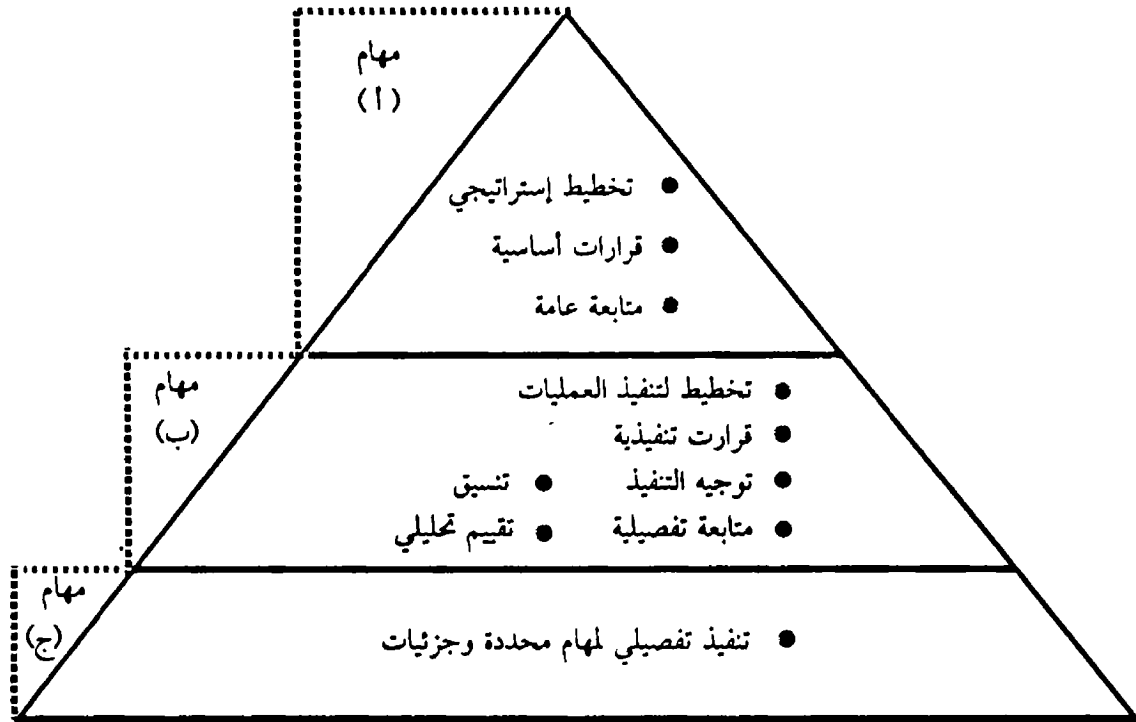 مهام
(أ)
● تخطيط إستراتيجي
● قرارات أساسية
● متابعة عامة
مهام
(ب)
● تخطيط لتنفيذ العمليات
● قرارت تنفيذية
● توجيه التنفيذ ● تنسيق
● متابعة تفصيلية ● تقييم تحليلي
مهام
(ج)
● تنفيذ تفصيلي لمهام محددة وجزئيات